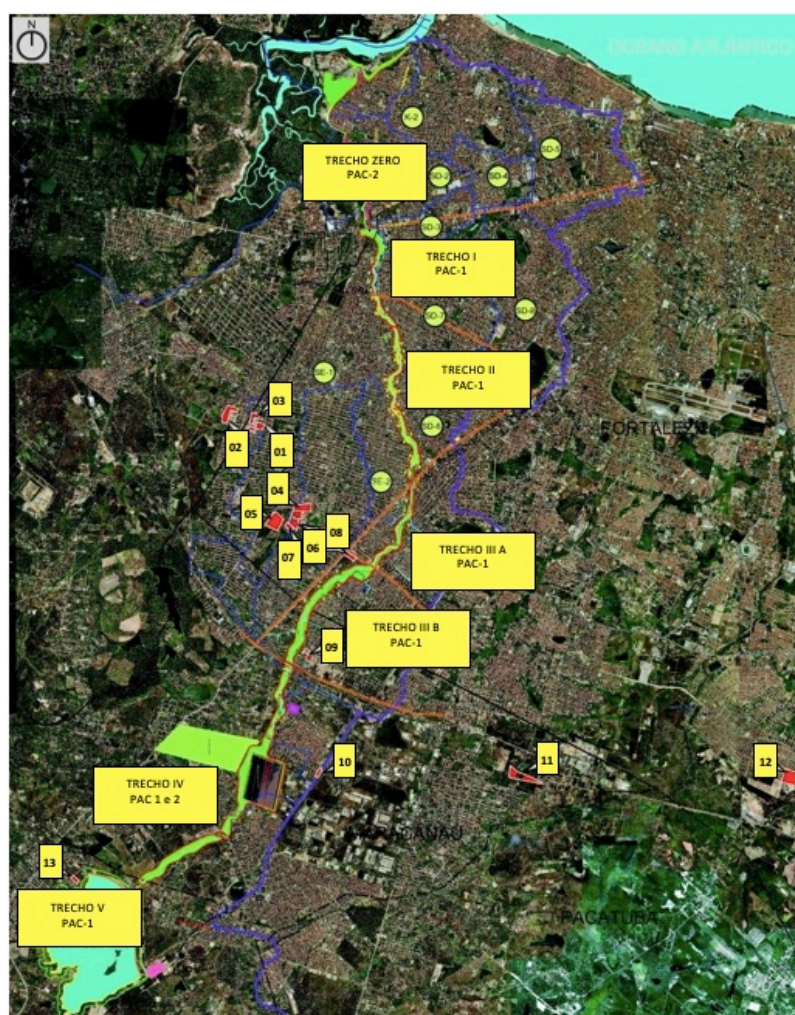 N
OCEANO ATLÂNTICO
K-2
SD-5
TRECHO ZERO
PAC-2
SD-2
SD-4
SD-3
TRECHO I
PAC-1
SD-7
SD-8
TRECHO II
PAC-1
SE-1
03
02
01
SD-6
FORTALEZA
04
SE-2
05
08
07
06
TRECHO III A
PAC-1
TRECHO III B
PAC-1
09
10
11
12
TRECHO IV
PAC 1 e 2
MARACANAÚ
13
TRECHO V
PAC-1
PACATUBA